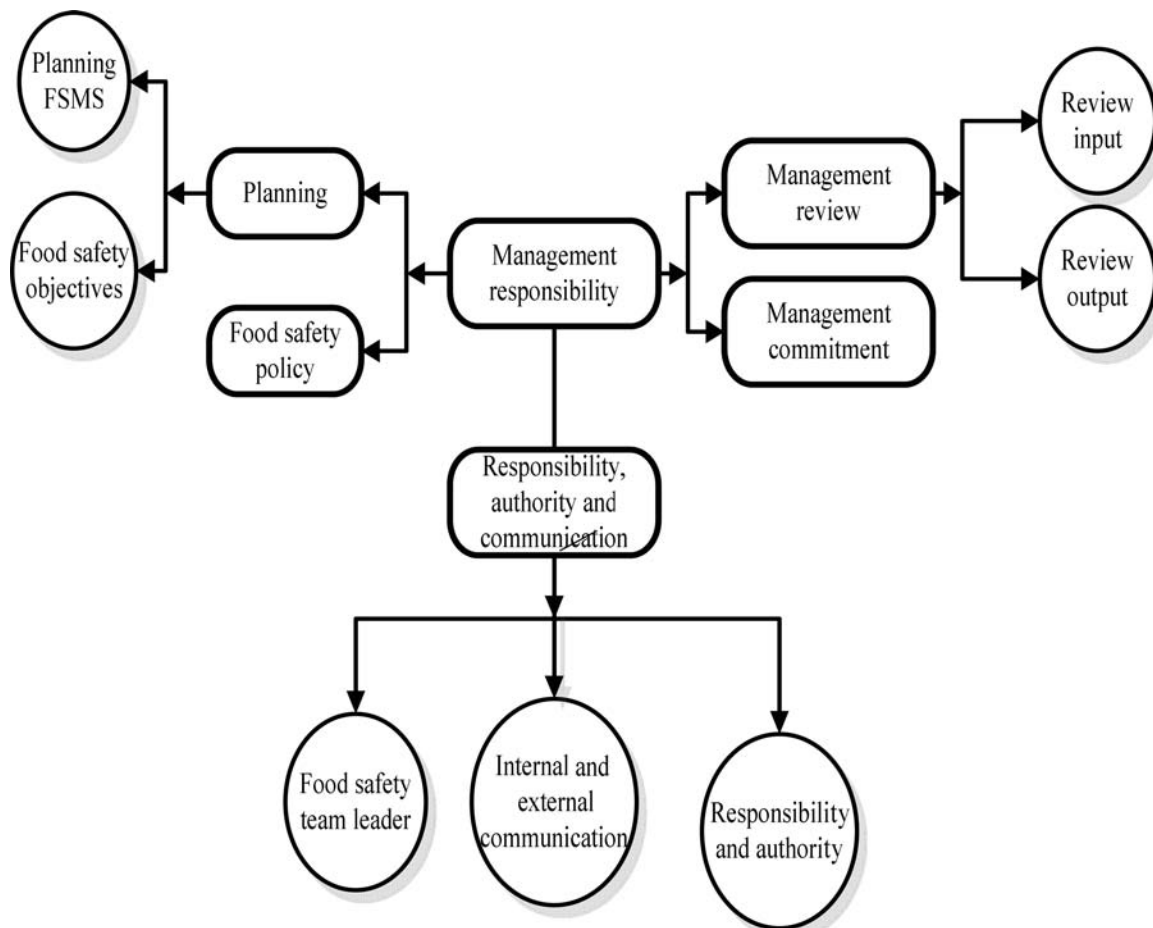 Planning
FSMS
Review
input
Planning
Management
review
Food safety
objectives
Management
responsibility
Review
output
Food safety
policy
Management
commitment
Responsibility,
authority and
communication
Food safety
team leader
Internal and
external
communication
Responsibility
and authority